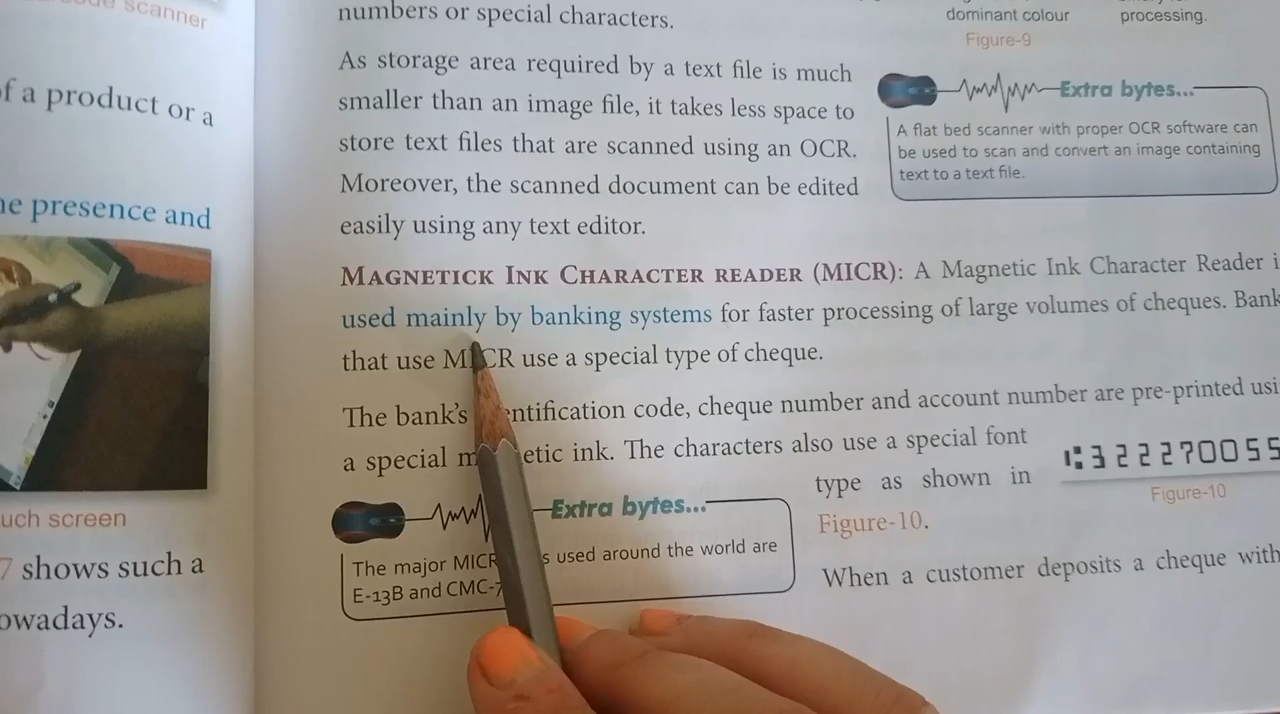 scanner
of a product or a
presence and
uch screen
7 shows such a
owadays.
numbers or special characters.
As storage area required by a text file is much
smaller than an image file, it takes less space to
store text files that are scanned using an OCR.
Moreover, the scanned document can be edited
easily using any text editor.
dominant colour
Figure-9
processing.
Extra bytes...
A flat bed scanner with proper OCR software can
be used to scan and convert an image containing
text to a text file.
MAGNETICK INK CHARACTER READER (MICR): A Magnetic Ink Character Reader i
used mainly by banking systems for faster processing of large volumes of cheques. Bank
that use MICR use a special type of cheque.
The bank's entification code, cheque number and account number are pre-printed usi
a special m etic ink. The characters also use a special font
type as shown in
Figure-10.
322270055
Figure-10
Extra bytes...
The major MICR s used around the world are
E-13B and CMC-7
When a customer deposits a cheque with